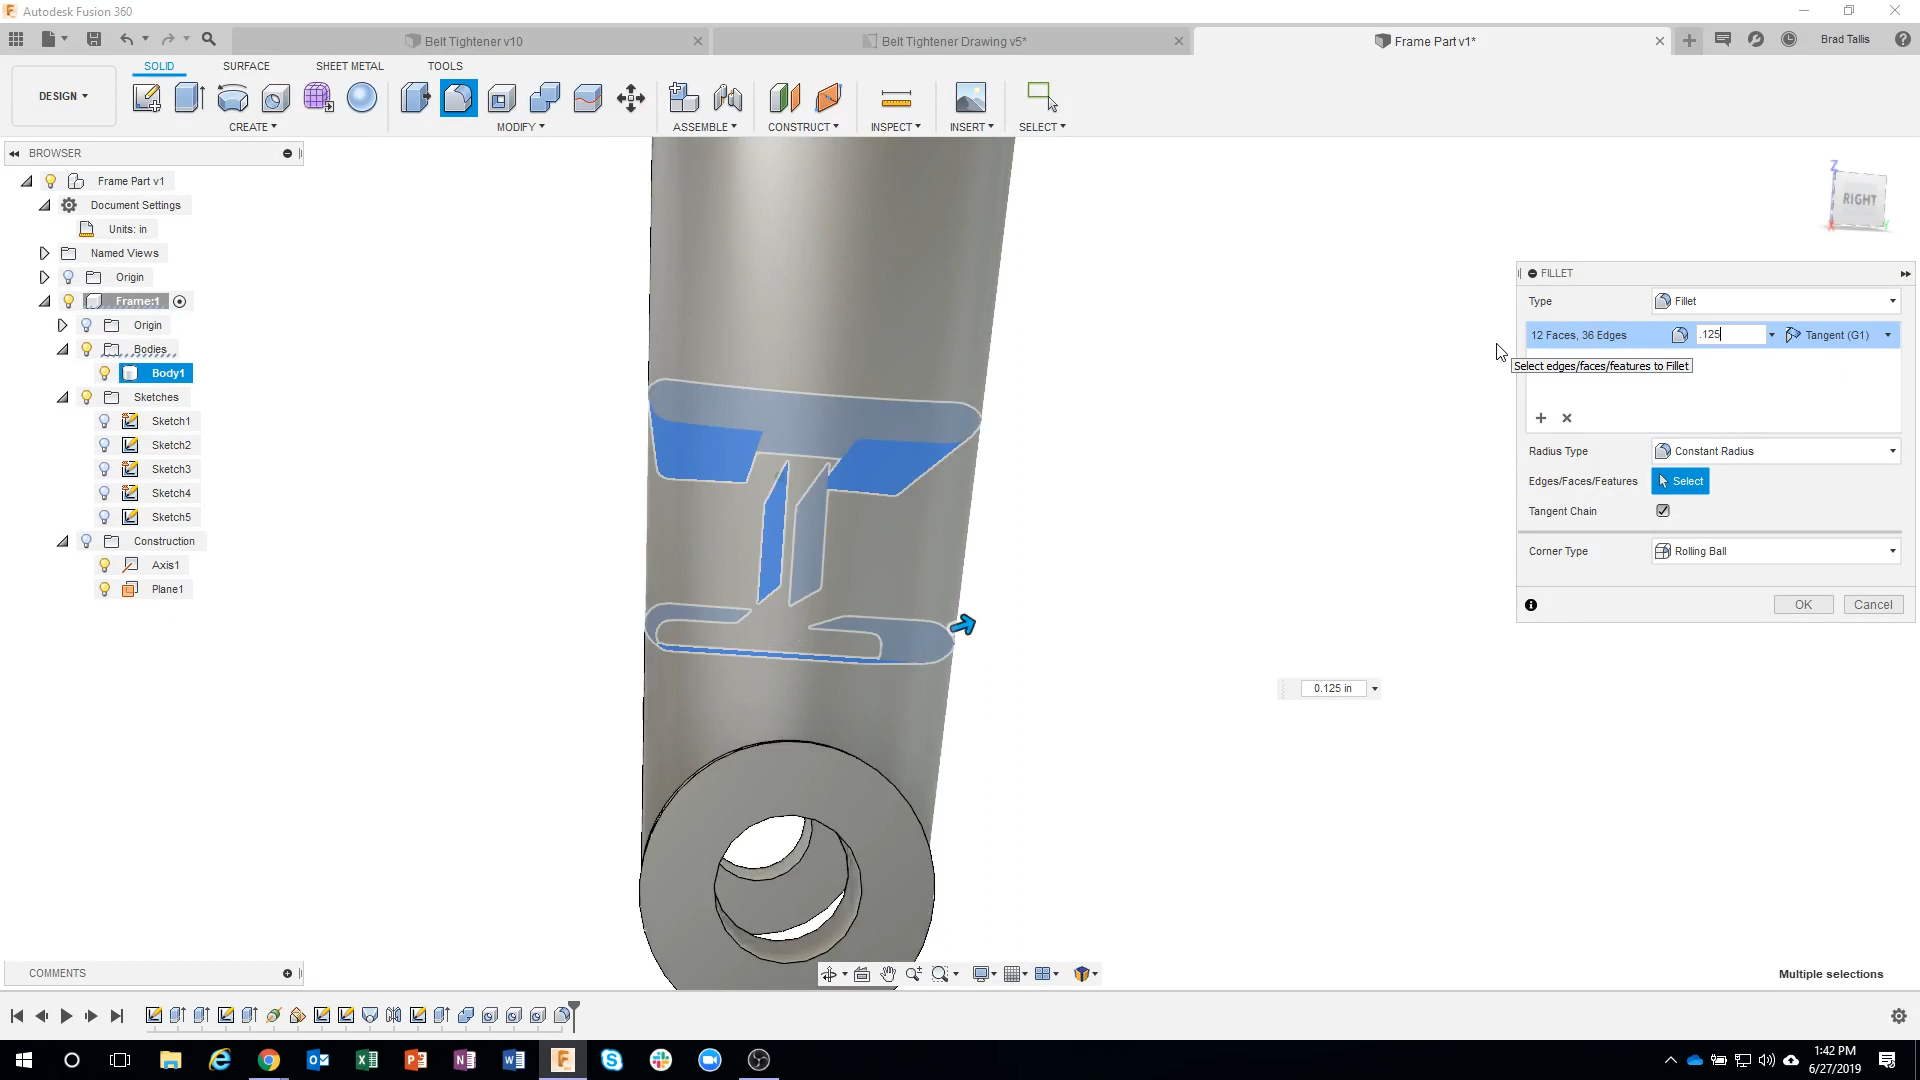 Autodesk Fusion 360
Belt Tightener v10
Belt Tightener Drawing v5*
Frame Part v1*
Brad Tallis
SOLID SURFACE SHEET METAL TOOLS
DESIGN
CREATE MODIFY ASSEMBLE CONSTRUCT INSPECT INSERT SELECT
BROWSER
Frame Part v1
Document Settings
Units: in
Named Views
Origin
Frame:1
Origin
Bodies
Body1
Sketches
Sketch1
Sketch2
Sketch3
Sketch4
Sketch5
Construction
Axis1
Plane1
Z
RIGHT
X
Y
FILLET
Type Fillet
12 Faces, 36 Edges .125 Tangent (G1)
Select edges/faces/features to Fillet
Radius Type Constant Radius
Edges/Faces/Features Select
Tangent Chain
Corner Type Rolling Ball
OK Cancel
0.125 in
COMMENTS
Multiple selections
1:42 PM
6/27/2019